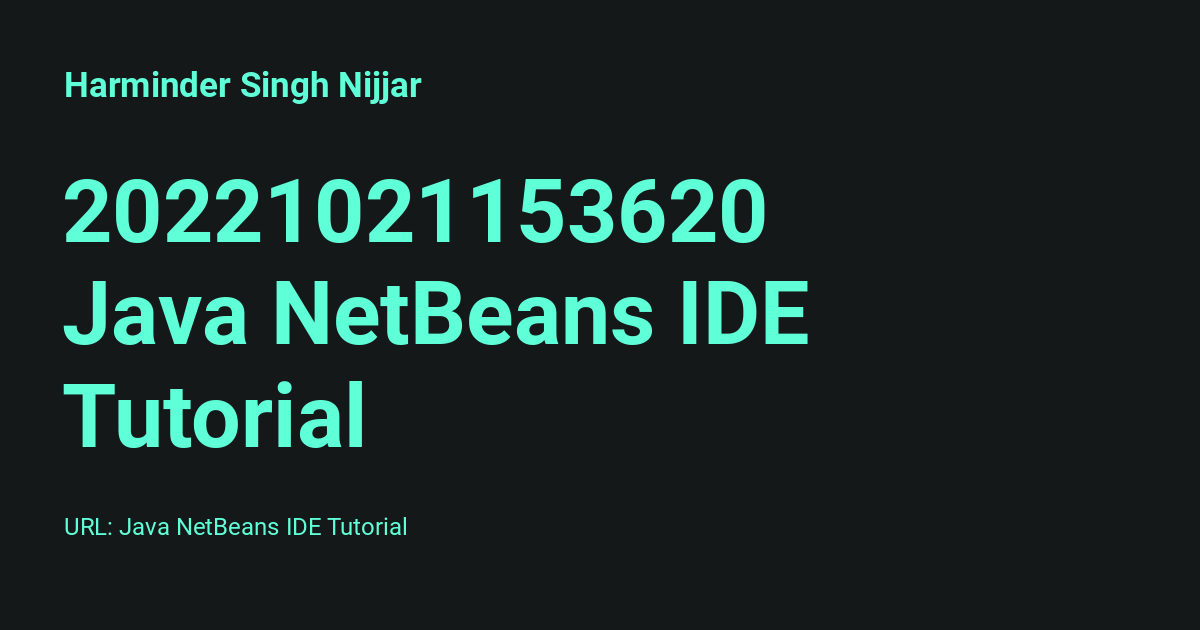 Harminder Singh Nijjar
20221021153620
Java NetBeans IDE
Tutorial
URL: Java NetBeans IDE Tutorial